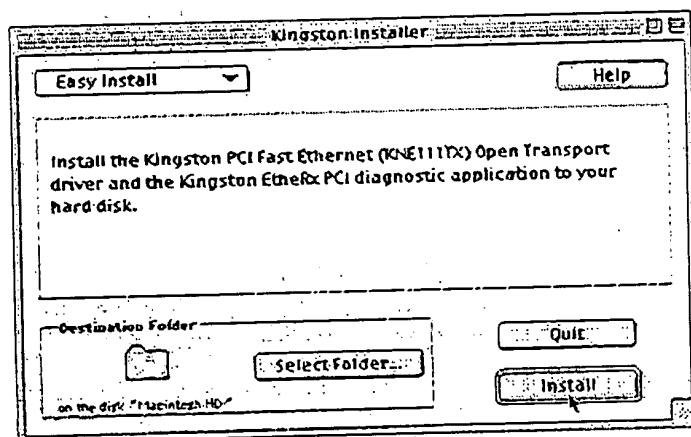 Kingston Installer
Easy Install
Help
Install the Kingston PCI Fast Ethernet (KNE111TX) Open Transport
driver and the Kingston EtheRx PCI diagnostic application to your
hard disk.
Destination Folder
Select Folder...
on the disk "Macintosh HD"
Quit
Install